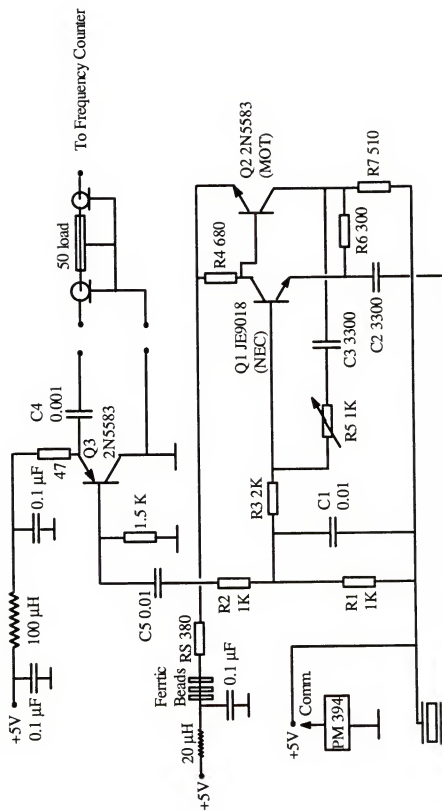 +5V
0.1 µF
100 µH
0.1 µF
47
Q3
2N5583
C4
0.001
50 load
To Frequency Counter
1.5 K
C5 0.01
+5V
20 µH
Ferrtic
Beads
0.1 µF
RS 380
R2
1K
R3 2K
R4 680
Q2 2N5583
(MOT)
Q1 JE9018
(NEC)
R5 1K
C3 3300
R6 300
C1
0.01
R1
1K
C2 3300
R7 510
+5V
Comm.
PM 394